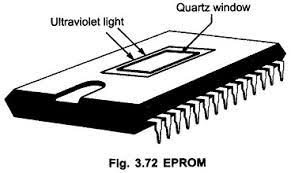 Quartz window
Ultraviolet light
Fig. 3.72 EPROM